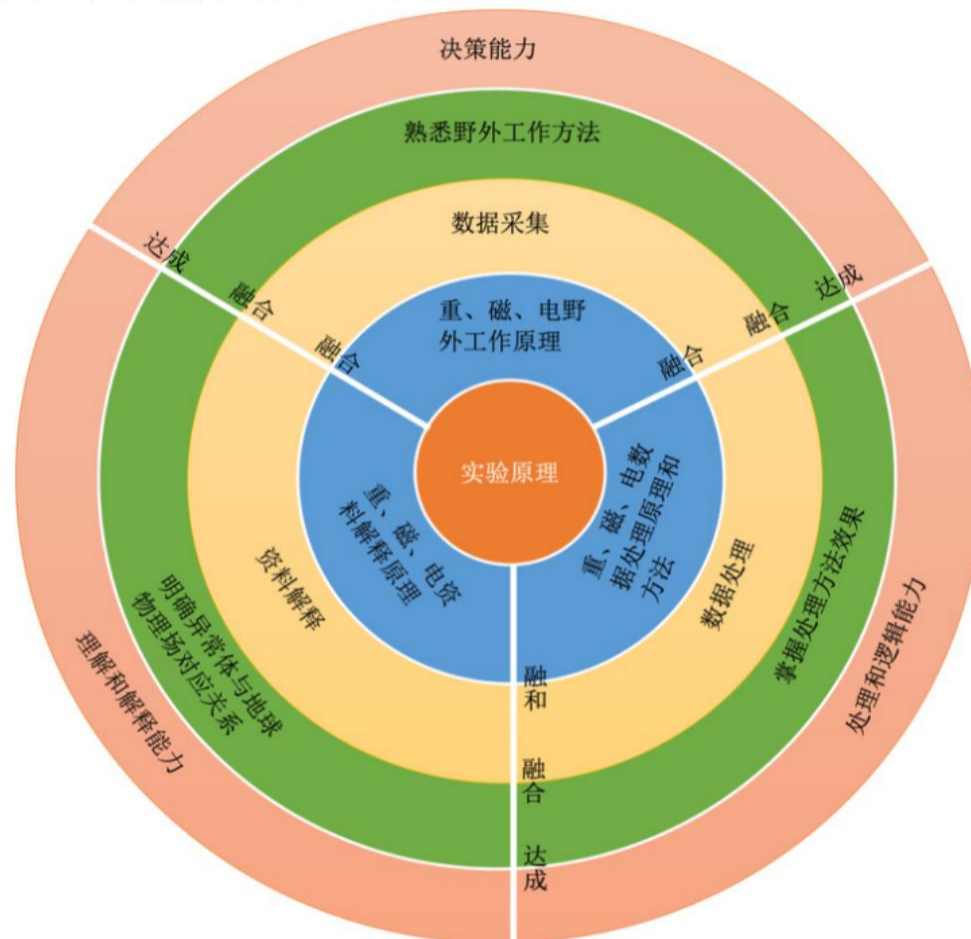 决策能力
熟悉野外工作方法
数据采集
达成
融合
融合
重、磁、电野
外工作原理
融合
融合
达成
实验原理
重、磁、电资
料解释原理
重、磁、电数
据处理原理和
方法
资料解释
数据处理
明确异常体与地球
物理场对应关系
掌握处理方法效果
理解和解释能力
处理和逻辑能力
融和
融合
达成